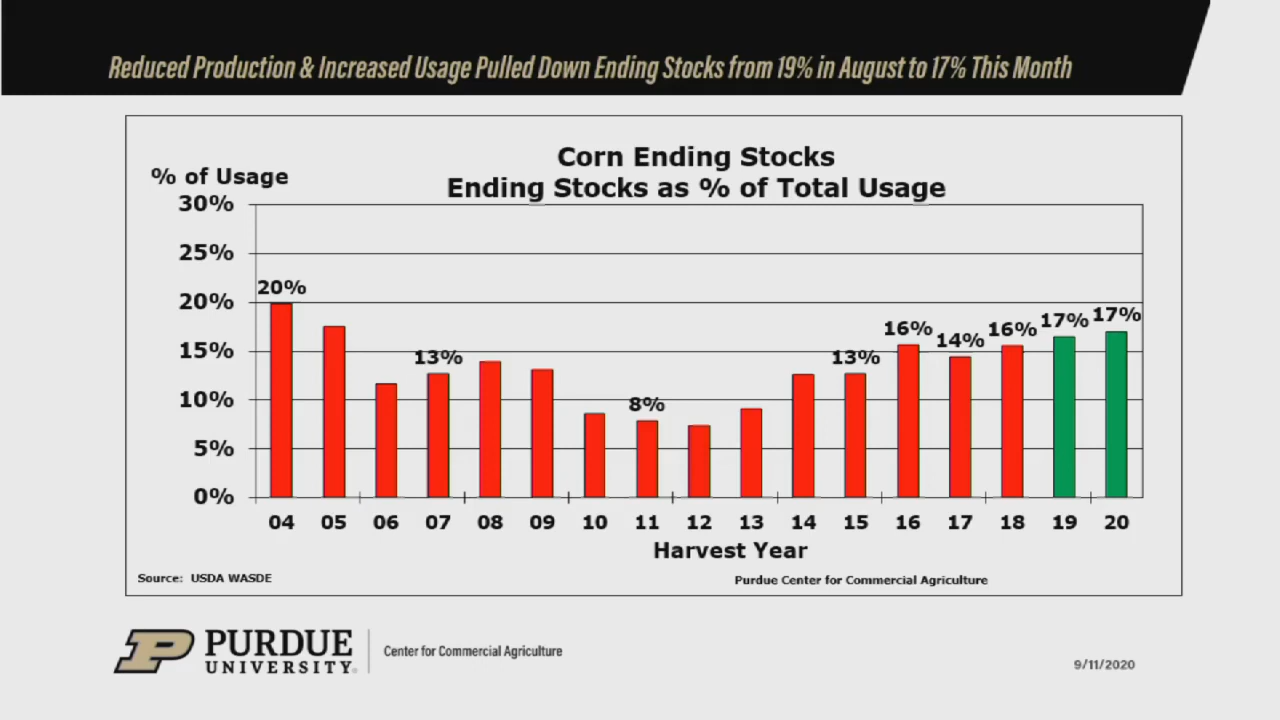 Reduced Production & Increased Usage Pulled Down Ending Stocks from 19% in August to 17% This Month
Corn Ending Stocks
Ending Stocks as % of Total Usage
% of Usage
30%
25%
20%
15%
10%
5%
0%
20%
13%
8%
13%
16%
14%
16%
17%
17%
04 05 06 07 08 09 10 11 12 13 14 15 16 17 18 19 20
Harvest Year
Source: USDA WASDE
Purdue Center for Commercial Agriculture
P
PURDUE
UNIVERSITY
Center for Commercial Agriculture
9/11/2020